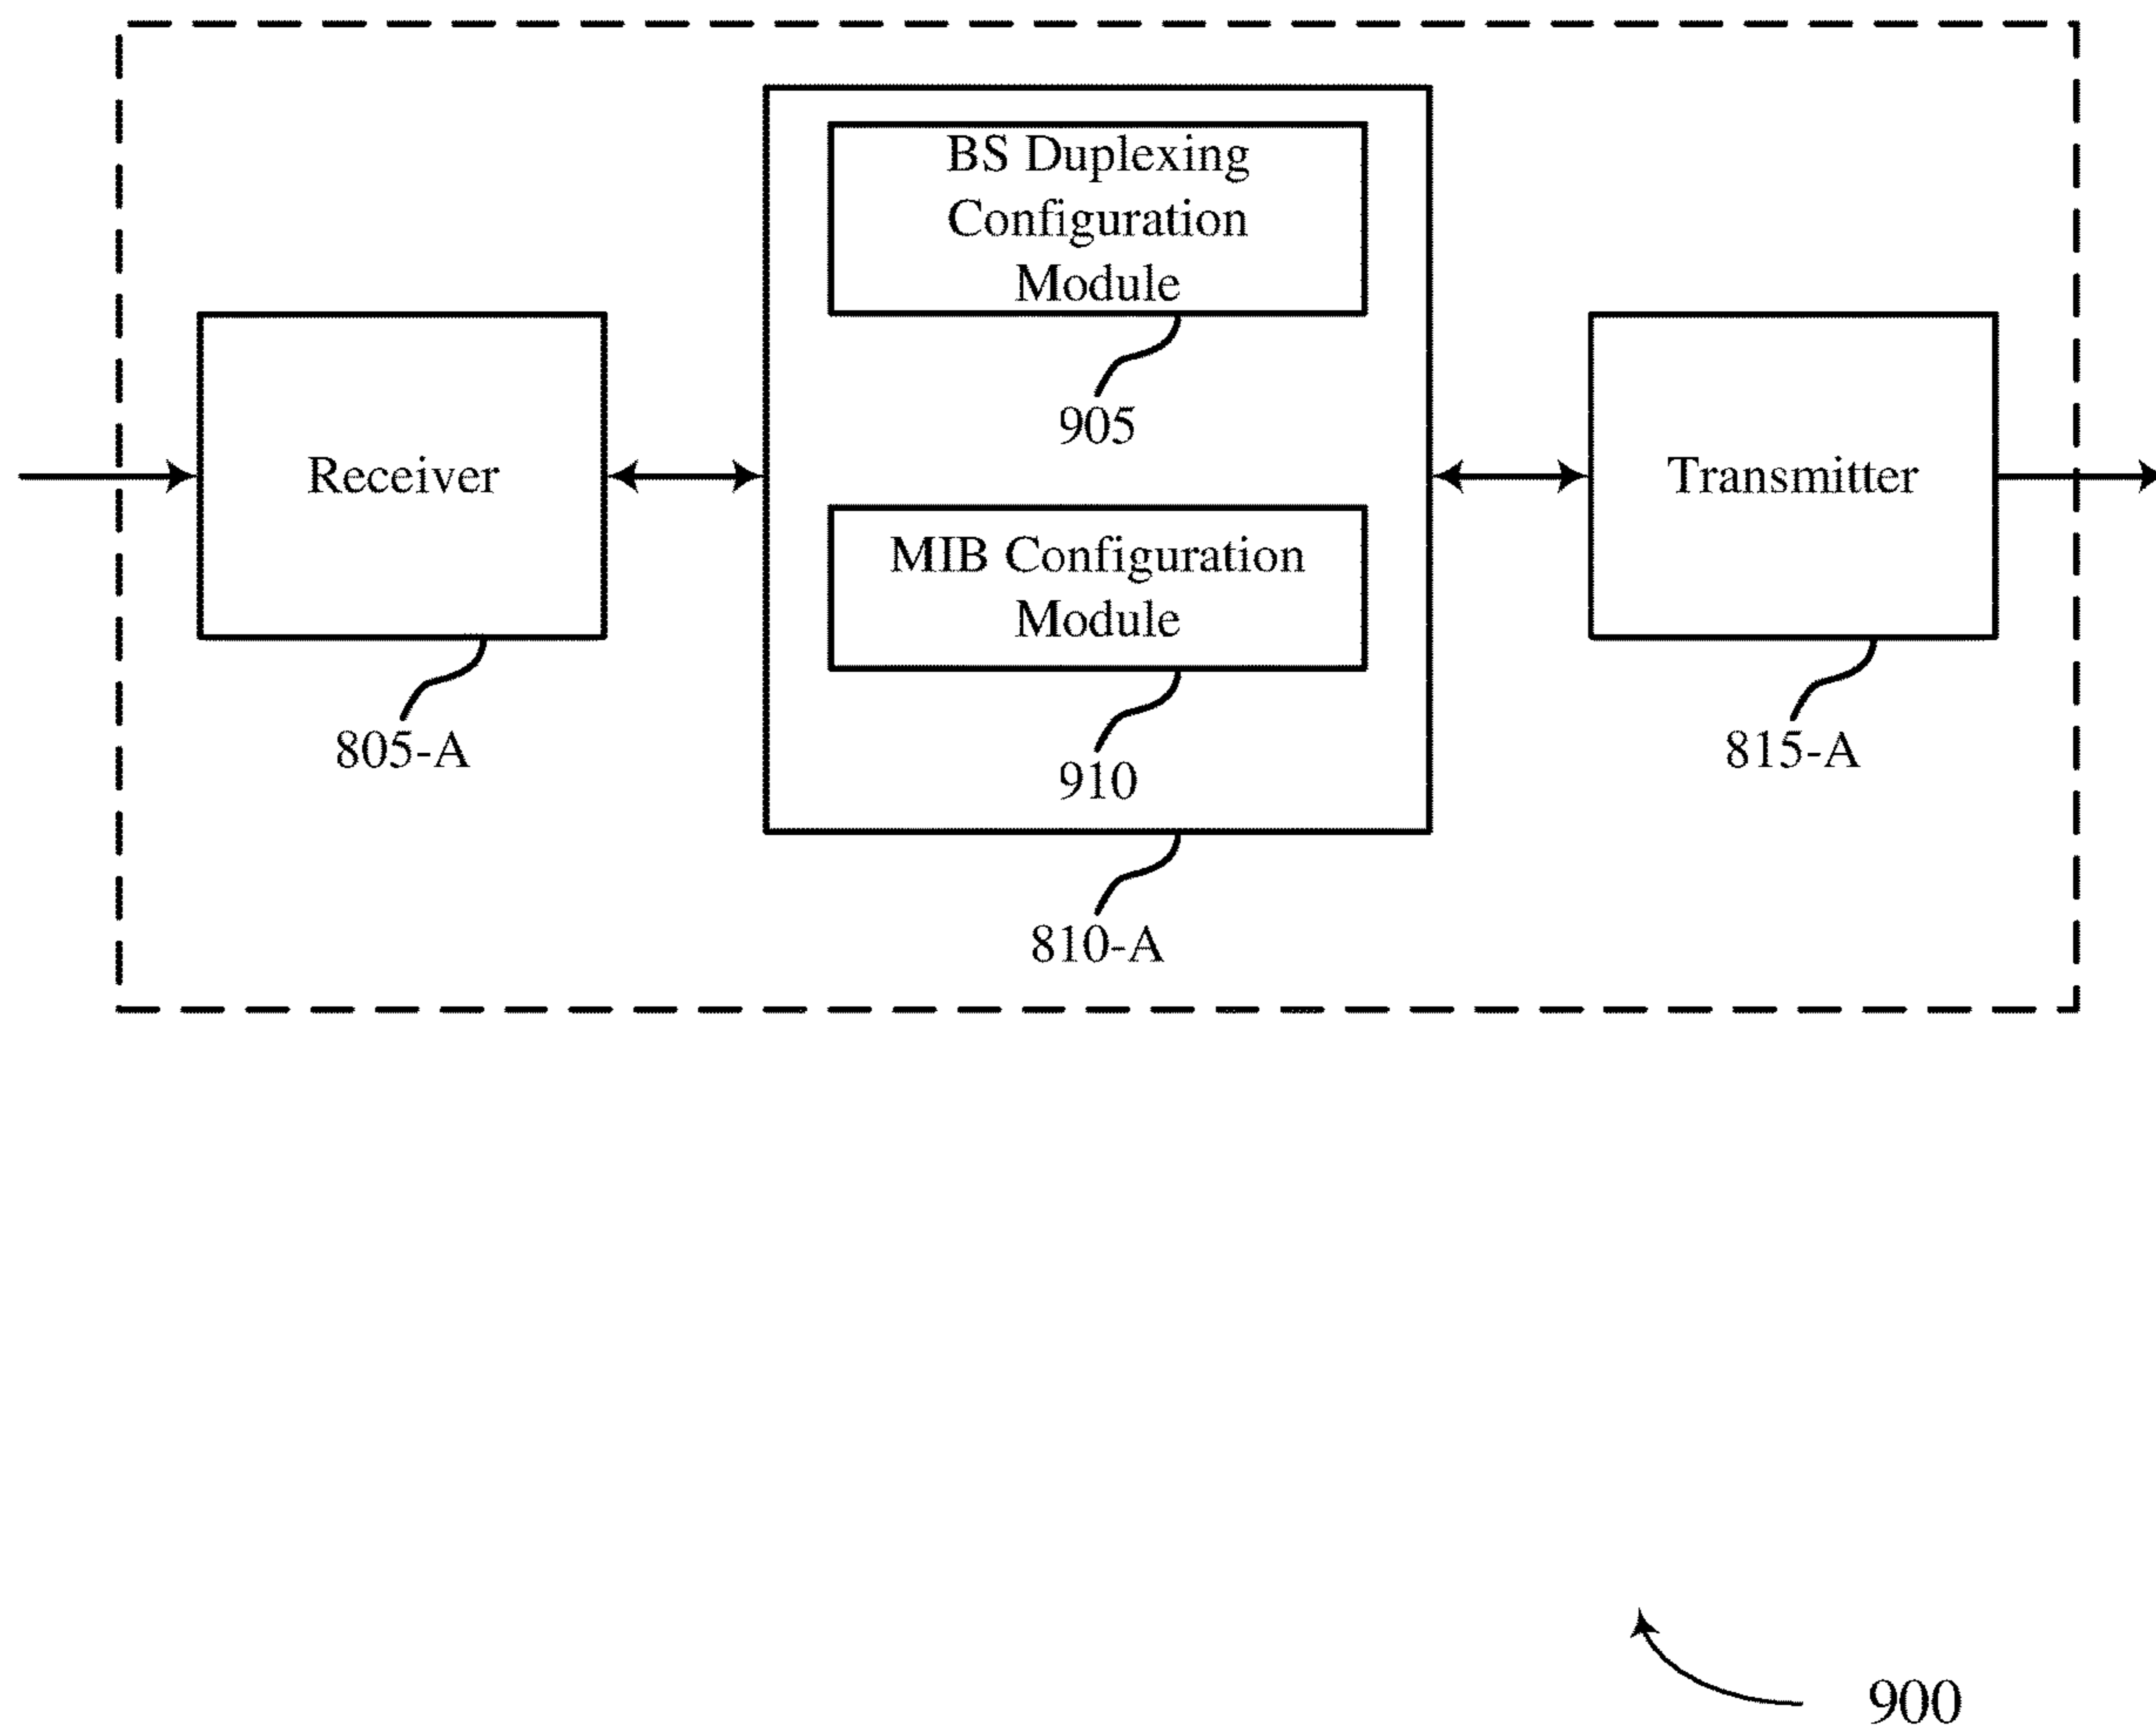 BS Duplexing
Configuration
Module
905
Receiver
Transmitter
MIB Configuration
Module
805-A
815-A
910
810-A
900